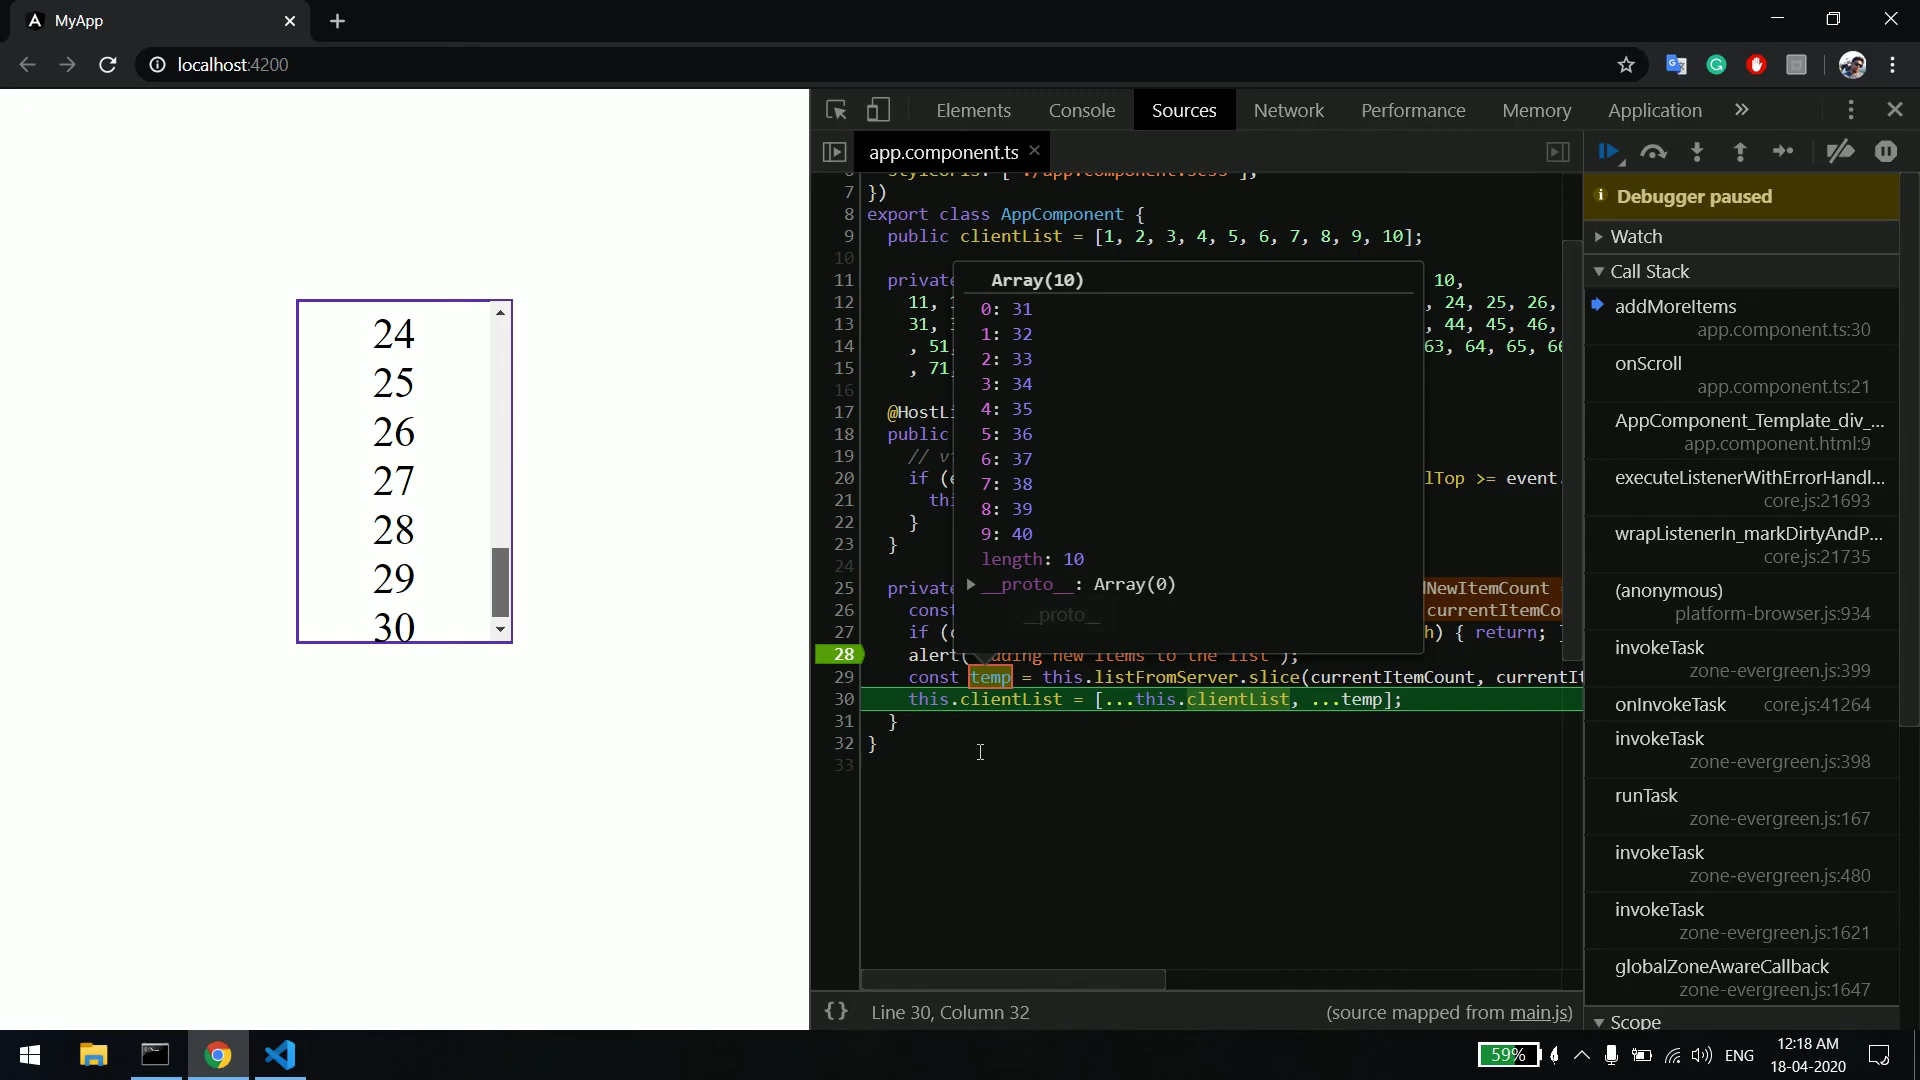 MyApp
localhost:4200
24
25
26
27
28
29
30
Elements Console Sources Network Performance Memory Application
app.component.ts
7 })
8 export class AppComponent {
9 public clientList = [1, 2, 3, 4, 5, 6, 7, 8, 9, 10];
10
11 private 10,
12 11, , 24, 25, 26,
13 31, , 44, 45, 46,
14 , 51, 63, 64, 65,
15 , 71,
16
17 @HostLi
18 public
19 //
20 if ( lTop >= event.
21 thi
22 }
23 }
24
25 private dNewItemCount =
26 const currentItemCo
27 if ( h) { return;
28 alert( ding new items to the list );
29 const temp = this.listFromServer.slice(currentItemCount, currentIt
30 this.clientList = [...this.clientList, ...temp];
31 }
32 }
33
Array(10)
0: 31
1: 32
2: 33
3: 34
4: 35
5: 36
6: 37
7: 38
8: 39
9: 40
length: 10
__proto__: Array(0)
__proto__
{} Line 30, Column 32 (source mapped from main.js)
Debugger paused
Watch
Call Stack
addMoreItems
app.component.ts:30
onScroll
app.component.ts:21
AppComponent_Template_div_...
app.component.html:9
executeListenerWithErrorHandl...
core.js:21693
wrapListenerIn_markDirtyAndP...
core.js:21735
(anonymous)
platform-browser.js:934
invokeTask
zone-evergreen.js:399
onInvokeTask core.js:41264
invokeTask
zone-evergreen.js:398
runTask
zone-evergreen.js:167
invokeTask
zone-evergreen.js:480
invokeTask
zone-evergreen.js:1621
globalZoneAwareCallback
zone-evergreen.js:1647
Scope
59% ENG 12:18 AM
18-04-2020